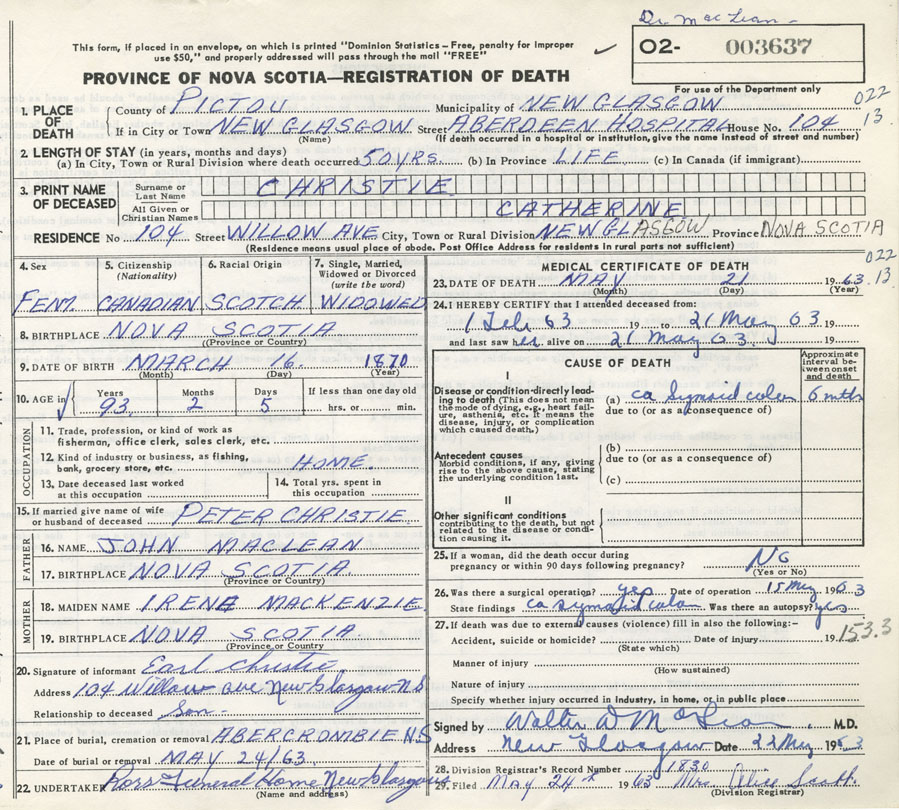 Dr. MacLean
This form, if placed in an envelope, on which is printed "Dominion Statistics—Free, penalty for improper
use $50," and properly addressed will pass through the mail "FREE"
02- 003637
For use of the Department only
PROVINCE OF NOVA SCOTIA—REGISTRATION OF DEATH
022
13
1. PLACE OF DEATH
County of PICTOU Municipality of NEW GLASGOW
If in City or Town NEW GLASGOW Street ABERDEEN HOSPITAL House No. 104
(Name) (If death occurred in a hospital or institution, give the name instead of street and number)
2. LENGTH OF STAY (in years, months and days)
(a) In City, Town or Rural Division where death occurred 50 YRS. (b) In Province LIFE (c) In Canada (if immigrant)
3. PRINT NAME OF DECEASED
Surname or Last Name CHRISTIE
All Given or Christian Names CATHERINE
RESIDENCE No. 104 Street WILLOW AVE City, Town or Rural Division NEW GLASGOW Province NOVA SCOTIA
(Residence means usual place of abode. Post Office Address for residents in rural parts not sufficient)
4. Sex FEM.
5. Citizenship (Nationality) CANADIAN
6. Racial Origin SCOTCH
7. Single, Married, Widowed or Divorced (write the word) WIDOWED
8. BIRTHPLACE NOVA SCOTIA
(Province or Country)
9. DATE OF BIRTH MARCH 16. 1870
(Month) (Day) (Year)
10. AGE in Years 93 Months 2 Days 5 If less than one day old hrs. or min.
OCCUPATION
11. Trade, profession, or kind of work as fisherman, office clerk, sales clerk, etc.
12. Kind of industry or business, as fishing, bank, grocery store, etc. HOME.
13. Date deceased last worked at this occupation
14. Total yrs. spent in this occupation
15. If married give name of wife or husband of deceased PETER CHRISTIE
FATHER
16. NAME JOHN MACLEAN
17. BIRTHPLACE NOVA SCOTIA
(Province or Country)
MOTHER
18. MAIDEN NAME IRENE MACKENZIE
19. BIRTHPLACE NOVA SCOTIA.
(Province or Country)
20. Signature of informant Earl Christie
Address 104 Willow ave New Glasgow N.S
Relationship to deceased Son
21. Place of burial, cremation or removal ABERCROMBIE N.S
Date of burial or removal MAY 24/63
22. UNDERTAKER Ross Funeral Home New Glasgow
(Name and address)
MEDICAL CERTIFICATE OF DEATH
022
13
23. DATE OF DEATH MAY 21 1963
(Month) (Day) (Year)
24. I HEREBY CERTIFY that I attended deceased from:
1 Feb 63 19 to 21 May 63 19
and last saw her alive on 21 May 63 19
CAUSE OF DEATH
Approximate interval between onset and death
I
Disease or condition directly leading to death (This does not mean the mode of dying, e.g., heart failure, asthenia, etc. It means the disease, injury, or complication which caused death.)
(a) ca sygmoid colon 6 mths
due to (or as a consequence of)
Antecedent causes
Morbid conditions, if any, giving rise to the above cause, stating the underlying condition last.
(b)
due to (or as a consequence of)
(c)
II
Other significant conditions
contributing to the death, but not related to the disease or condition causing it.
25. If a woman, did the death occur during pregnancy or within 90 days following pregnancy? NO
(Yes or No)
26. Was there a surgical operation? yes Date of operation 15 May 1963
State findings ca sygmoid colon Was there an autopsy? yes
27. If death was due to external causes (violence) fill in also the following:—
Accident, suicide or homicide? Date of injury 19
(State which)
153.3
Manner of injury
(How sustained)
Nature of injury
Specify whether injury occurred in industry, in home, or in public place
Signed by Walter D McLean M.D.
Address New Glasgow Date 22 May 1963
28. Division Registrar's Record Number 1830
29. Filed May 24th 1963 Mrs Alice Scott
(Division Registrar)